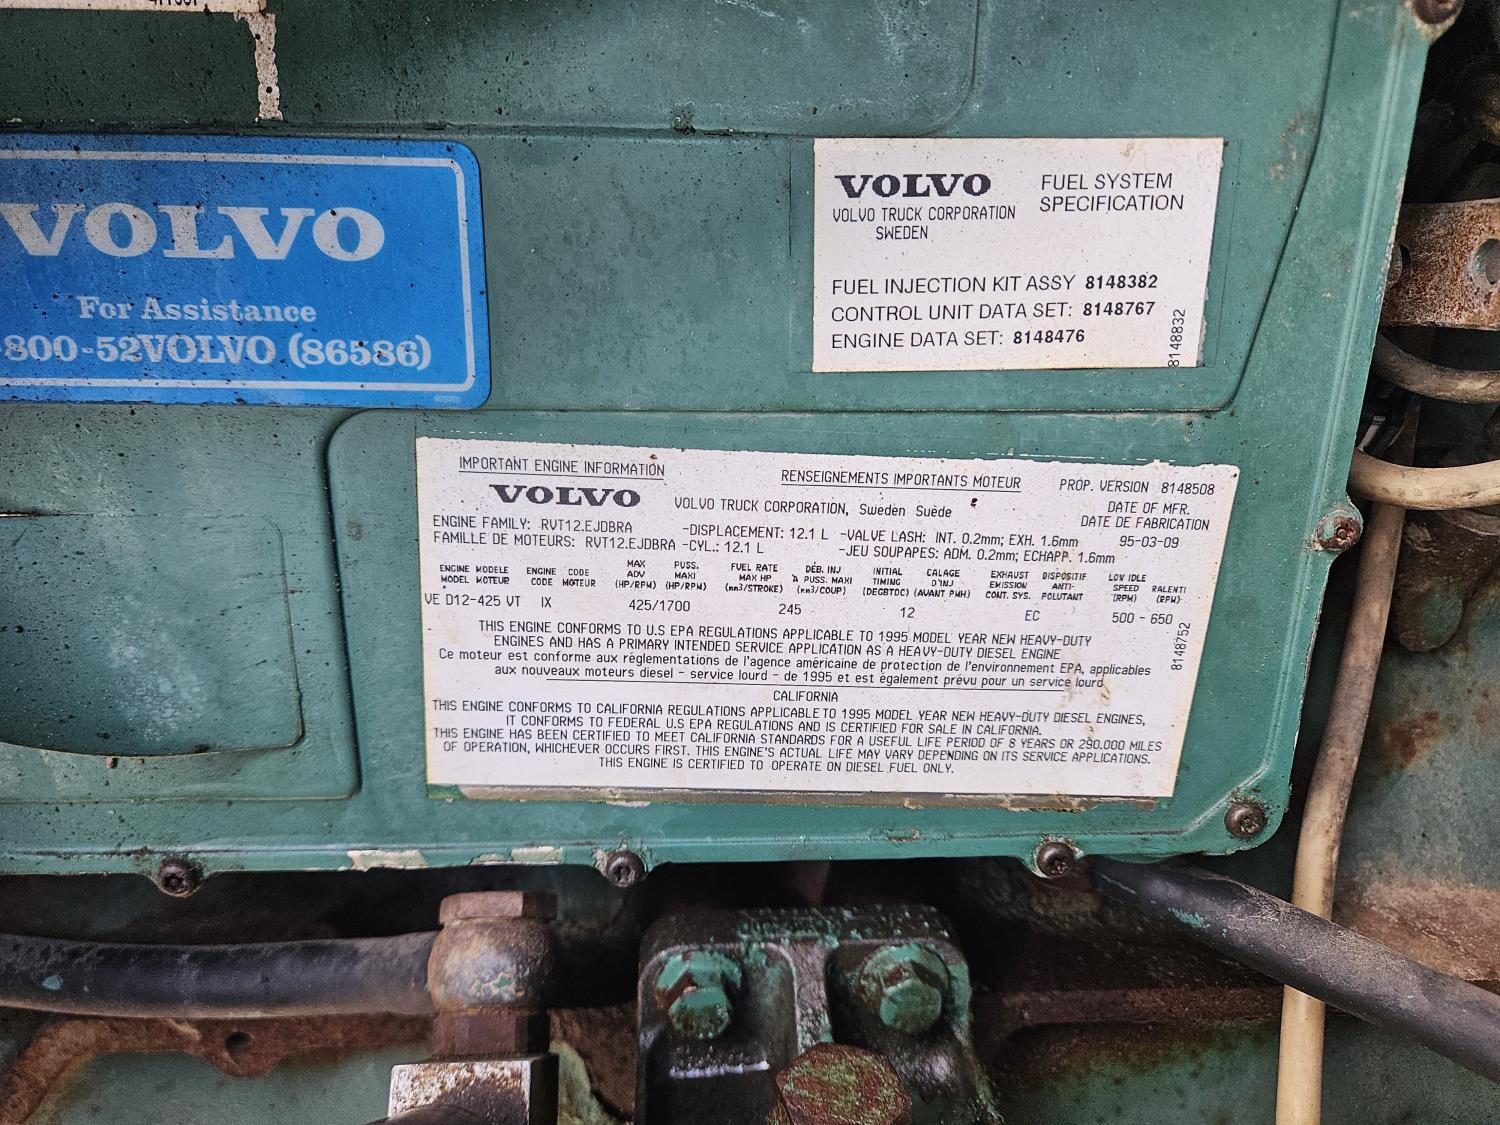 VOLVO
For Assistance
-800-52VOLVO (86586)
VOLVO
VOLVO TRUCK CORPORATION
SWEDEN
FUEL SYSTEM
SPECIFICATION
FUEL INJECTION KIT ASSY 8148382
CONTROL UNIT DATA SET: 8148767
ENGINE DATA SET: 8148476
8148832
IMPORTANT ENGINE INFORMATION
RENSEIGNEMENTS IMPORTANTS MOTEUR
PROP. VERSION 8148508
VOLVO
VOLVO TRUCK CORPORATION, Sweden Suède
DATE OF MFR.
DATE DE FABRICATION
95-03-09
ENGINE FAMILY: RVT12.EJDBRA -DISPLACEMENT: 12.1 L -VALVE LASH: INT. 0.2mm; EXH. 1.6mm
FAMILLE DE MOTEURS: RVT12.EJDBRA -CYL.: 12.1 L -JEU SOUPAPES: ADM. 0.2mm; ECHAPP. 1.6mm
ENGINE MODELE
MODEL MOTEUR
ENGINE CODE
CODE MOTEUR
MAX PUSS.
ADV MAXI
(HP/RPM) (HP/RPM)
FUEL RATE
MAX HP
(mm3/STROKE)
DÉB. INJ
À PUSS. MAXI
(mm3/COUP)
INITIAL CALAGE
TIMING D'INJ
(DEGBTDC) (AVANT PMH)
EXHAUST DISPOSITIF
EMISSION ANTI-
CONT. SYS. POLLUTANT
LOW IDLE
SPEED RALENTI
(RPM) (RPM)
VE D12-425 VT IX 425/1700 245 12 EC 500 - 650
THIS ENGINE CONFORMS TO U.S EPA REGULATIONS APPLICABLE TO 1995 MODEL YEAR NEW HEAVY-DUTY
ENGINES AND HAS A PRIMARY INTENDED SERVICE APPLICATION AS A HEAVY-DUTY DIESEL ENGINE
Ce moteur est conforme aux réglementations de l'agence américaine de protection de l'environnement EPA, applicables
aux nouveaux moteurs diesel - service lourd - de 1995 et est également prévu pour un service lourd
8148752
CALIFORNIA
THIS ENGINE CONFORMS TO CALIFORNIA REGULATIONS APPLICABLE TO 1995 MODEL YEAR NEW HEAVY-DUTY DIESEL ENGINES,
IT CONFORMS TO FEDERAL U.S EPA REGULATIONS AND IS CERTIFIED FOR SALE IN CALIFORNIA.
THIS ENGINE HAS BEEN CERTIFIED TO MEET CALIFORNIA STANDARDS FOR A USEFUL LIFE PERIOD OF 8 YEARS OR 290.000 MILES
OF OPERATION, WHICHEVER OCCURS FIRST. THIS ENGINE'S ACTUAL LIFE MAY VARY DEPENDING ON ITS SERVICE APPLICATIONS.
THIS ENGINE IS CERTIFIED TO OPERATE ON DIESEL FUEL ONLY.